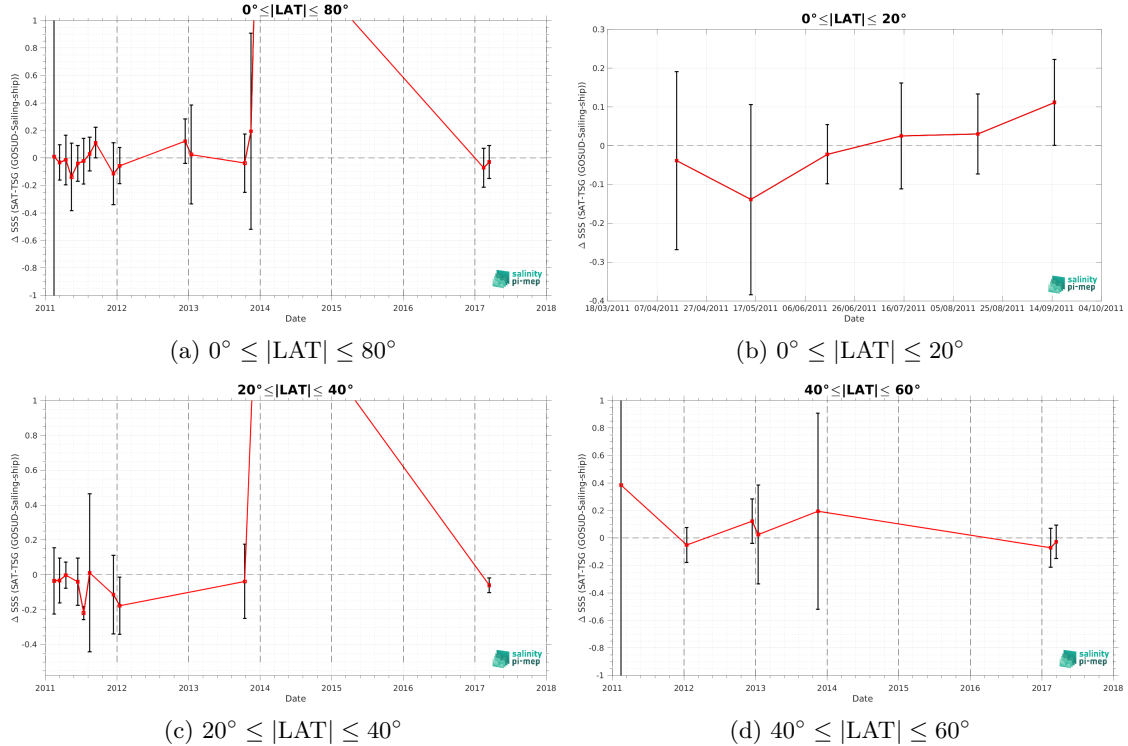 0°≤|LAT|≤ 80°
1
0.8
0.6
0.4
0.2
0
-0.2
-0.4
-0.6
-0.8
-1
Δ SSS (SAT-TSG (GOSUD-Sailing-ship))
2011 2012 2013 2014 2015 2016 2017 2018
Date
salinity
pi-mep
(a) 0° ≤ |LAT| ≤ 80°
0°≤|LAT|≤ 20°
0.3
0.2
0.1
0
-0.1
-0.2
-0.3
-0.4
Δ SSS (SAT-TSG (GOSUD-Sailing-ship))
18/03/2011 07/04/2011 27/04/2011 17/05/2011 06/06/2011 26/06/2011 16/07/2011 05/08/2011 25/08/2011 14/09/2011 04/10/2011
Date
salinity
pi-mep
(b) 0° ≤ |LAT| ≤ 20°
20°≤|LAT|≤ 40°
1
0.8
0.6
0.4
0.2
0
-0.2
-0.4
Δ SSS (SAT-TSG (GOSUD-Sailing-ship))
2011 2012 2013 2014 2015 2016 2017 2018
Date
salinity
pi-mep
(c) 20° ≤ |LAT| ≤ 40°
40°≤|LAT|≤ 60°
1
0.8
0.6
0.4
0.2
0
-0.2
-0.4
-0.6
-0.8
-1
Δ SSS (SAT-TSG (GOSUD-Sailing-ship))
2011 2012 2013 2014 2015 2016 2017 2018
Date
salinity
pi-mep
(d) 40° ≤ |LAT| ≤ 60°